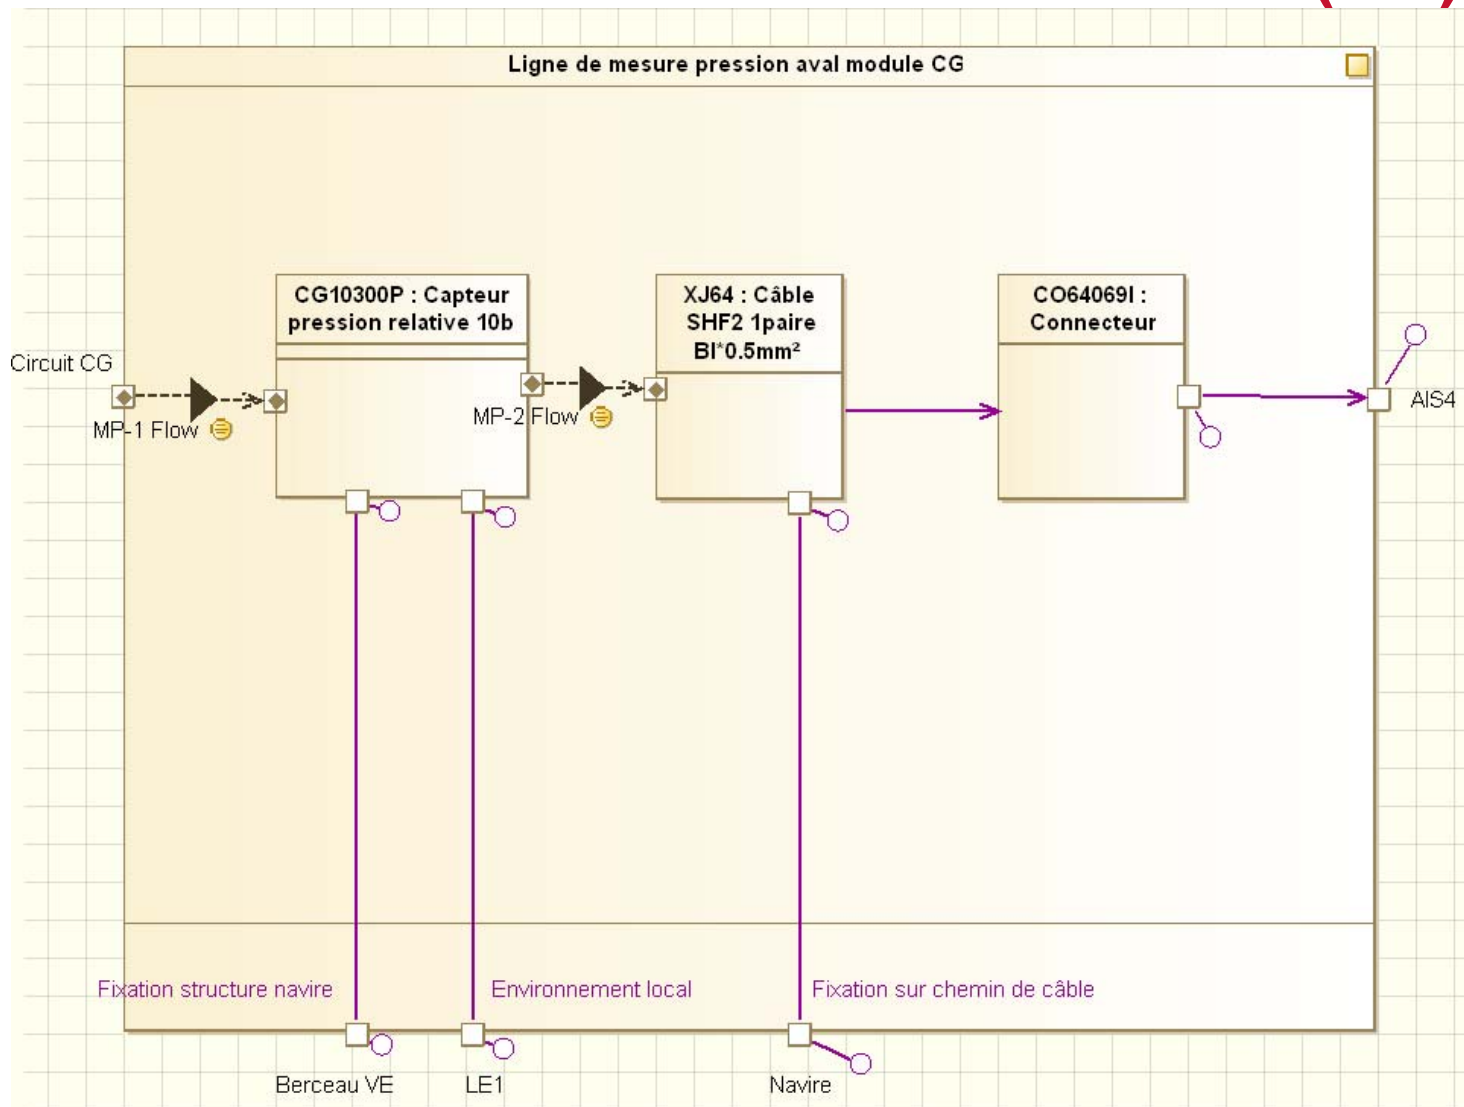 Ligne de mesure pression aval module CG
CG10300P : Capteur
pression relative 10b
XJ64 : Câble
SHF2 1paire
BI*0.5mm²
CO64069I :
Connecteur
Circuit CG
MP-1 Flow
MP-2 Flow
AIS4
Fixation structure navire
Environnement local
Fixation sur chemin de câble
Berceau VE
LE1
Navire